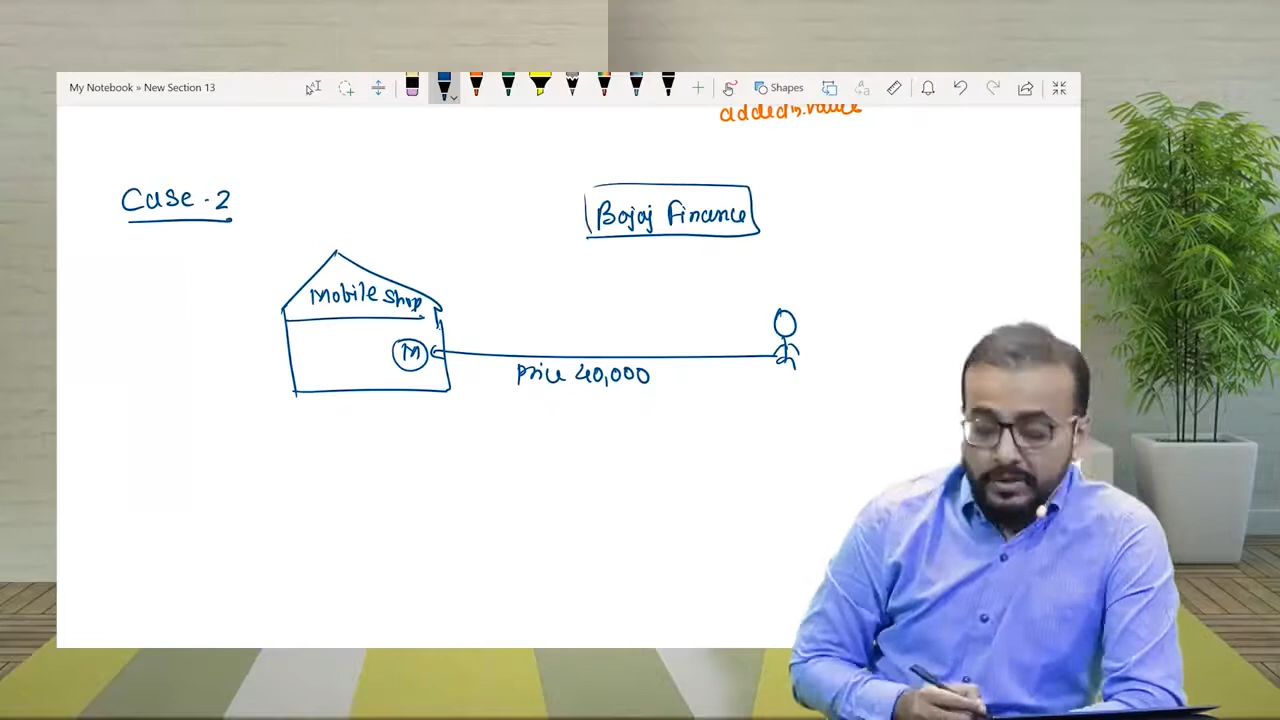 My Notebook » New Section 13
Shapes
Case - 2
Bajaj Finance
Mobile Shop
M
Price 40,000